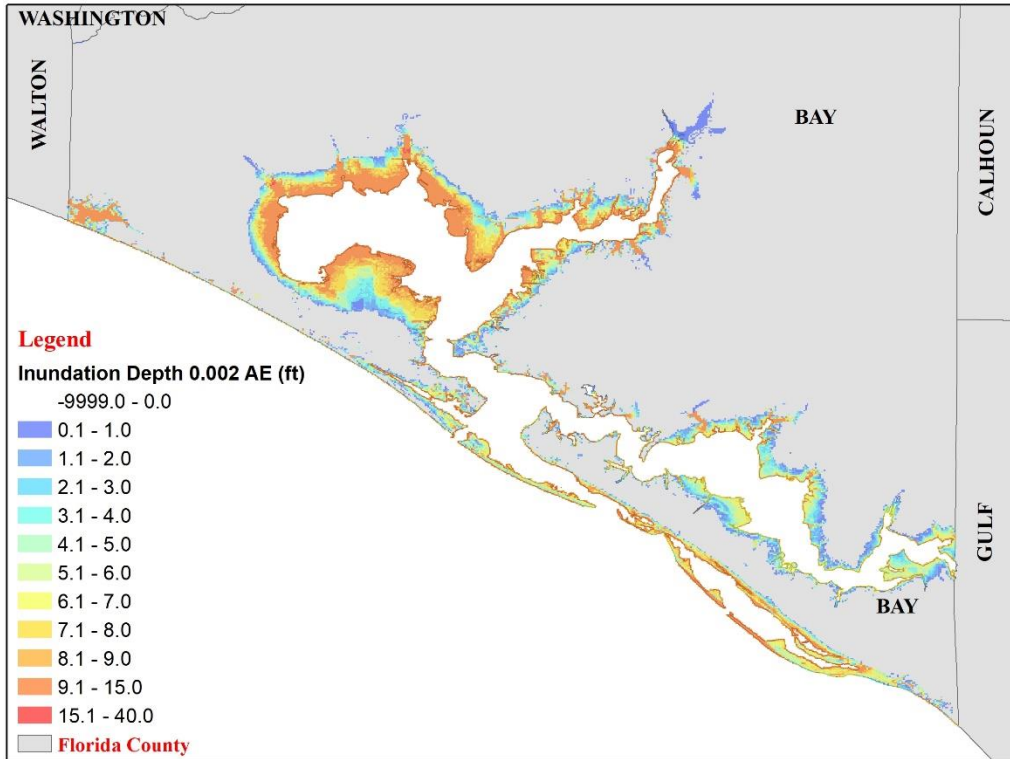 WASHINGTON
WALTON
BAY
CALHOUN
Legend
Inundation Depth 0.002 AE (ft)
-9999.0 - 0.0
0.1 - 1.0
1.1 - 2.0
2.1 - 3.0
3.1 - 4.0
4.1 - 5.0
5.1 - 6.0
6.1 - 7.0
7.1 - 8.0
8.1 - 9.0
9.1 - 15.0
15.1 - 40.0
Florida County
GULF
BAY